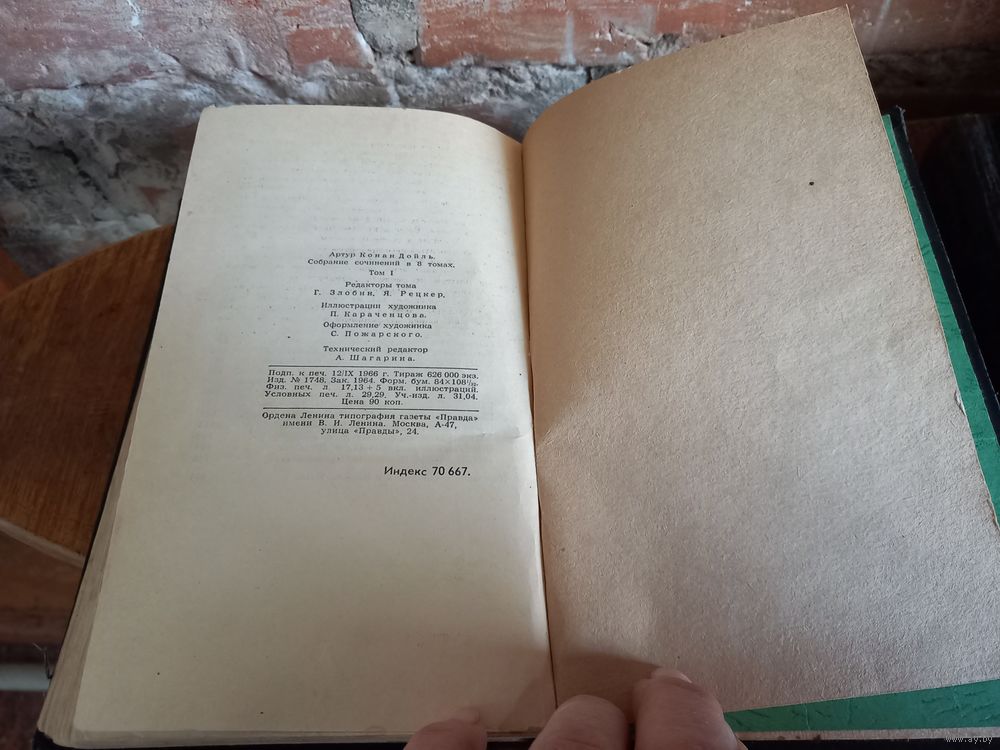 Артур Конан Дойль.
Собрание сочинений в 8 томах.
Том I
Редакторы тома
Г. Злобин, Я. Рецкер,
Иллюстрации художника
П. Караченцова.
Оформление художника
С. Пожарского.
Технический редактор
А. Шагарина.
Подп. к печ. 12/IX 1966 г. Тираж 626 000 экз.
Изд. № 1748. Зак. 1964. Форм. бум. 84×108¹/₃₂.
Физ. печ. л. 17,13 + 5 вкл. иллюстраций.
Условных печ. л. 29,29. Уч.-изд. л. 31,04.
Цена 90 коп.
Ордена Ленина типография газеты «Правда»
имени В. И. Ленина. Москва, А-47,
улица «Правды», 24.
Индекс 70 667.
www.ay.by